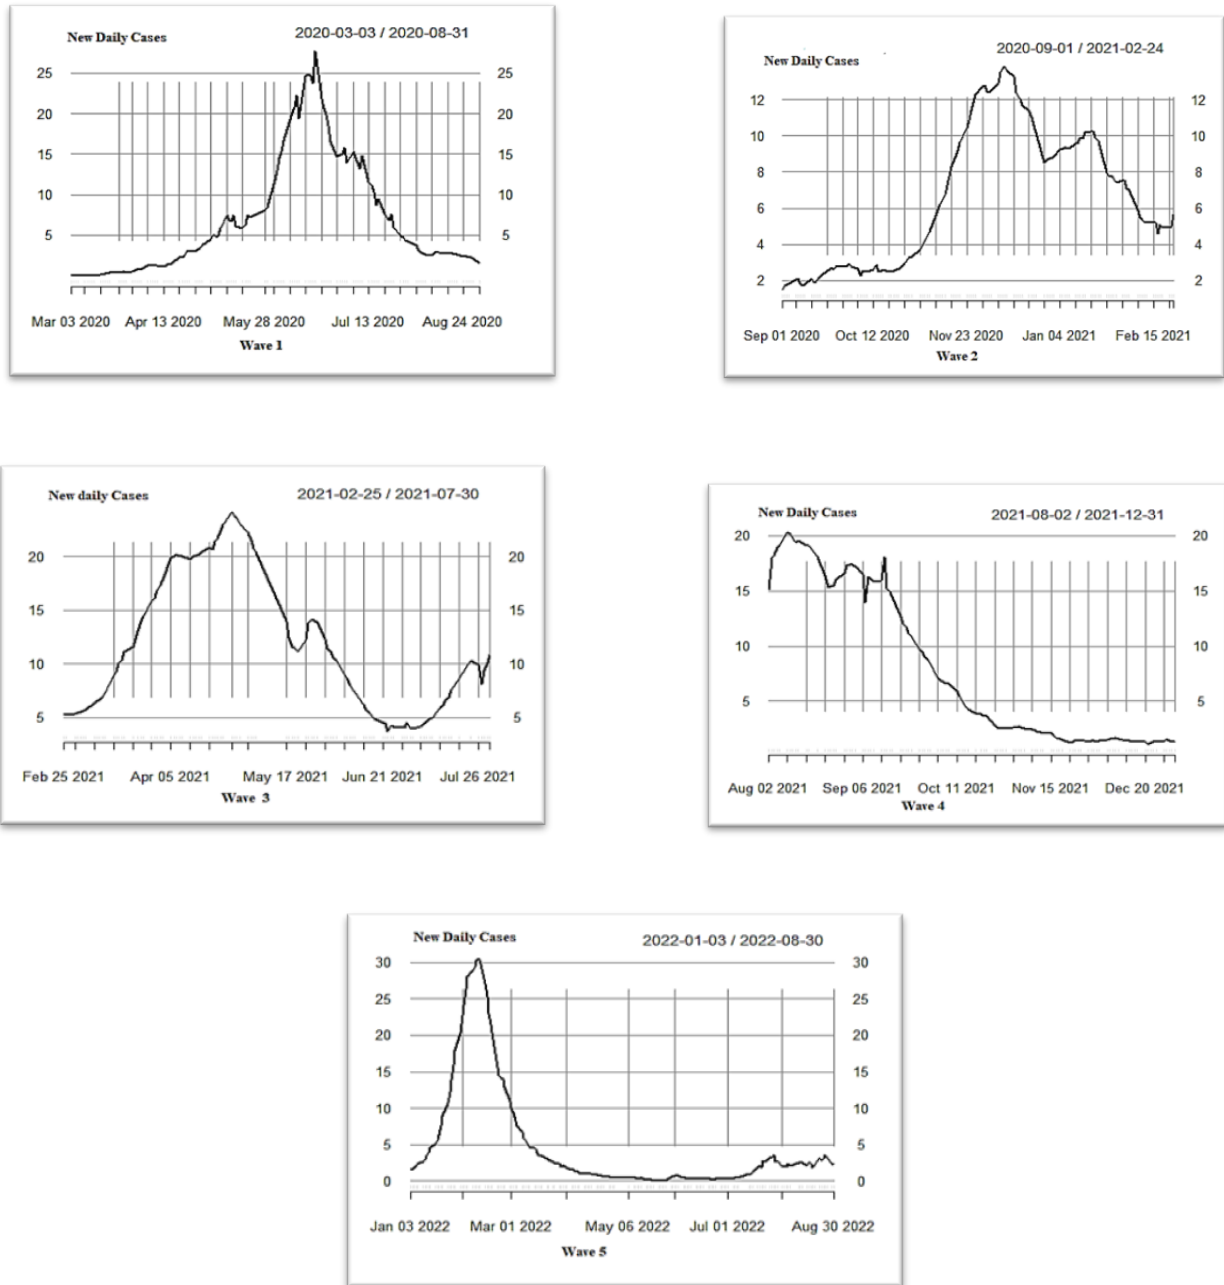 New Daily Cases 2020-03-03 / 2020-08-31
25 25
20 20
15 15
10 10
5 5
Mar 03 2020 Apr 13 2020 May 28 2020 Jul 13 2020 Aug 24 2020
Wave 1
New Daily Cases 2020-09-01 / 2021-02-24
12 12
10 10
8 8
6 6
4 4
2 2
Sep 01 2020 Oct 12 2020 Nov 23 2020 Jan 04 2021 Feb 15 2021
Wave 2
New daily Cases 2021-02-25 / 2021-07-30
20 20
15 15
10 10
5 5
Feb 25 2021 Apr 05 2021 May 17 2021 Jun 21 2021 Jul 26 2021
Wave 3
New Daily Cases 2021-08-02 / 2021-12-31
20 20
15 15
10 10
5 5
Aug 02 2021 Sep 06 2021 Oct 11 2021 Nov 15 2021 Dec 20 2021
Wave 4
New Daily Cases 2022-01-03 / 2022-08-30
30 30
25 25
20 20
15 15
10 10
5 5
0 0
Jan 03 2022 Mar 01 2022 May 06 2022 Jul 01 2022 Aug 30 2022
Wave 5